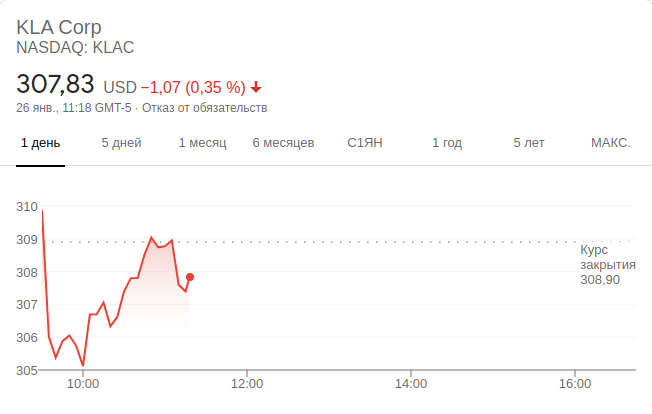 KLA Corp
NASDAQ: KLAC
307,83 USD −1,07 (0,35 %)
26 янв., 11:18 GMT-5 · Отказ от обязательств
1 день 5 дней 1 месяц 6 месяцев С1ЯН 1 год 5 лет МАКС.
310
309
308
307
306
305
Курс
закрытия
308,90
10:00 12:00 14:00 16:00